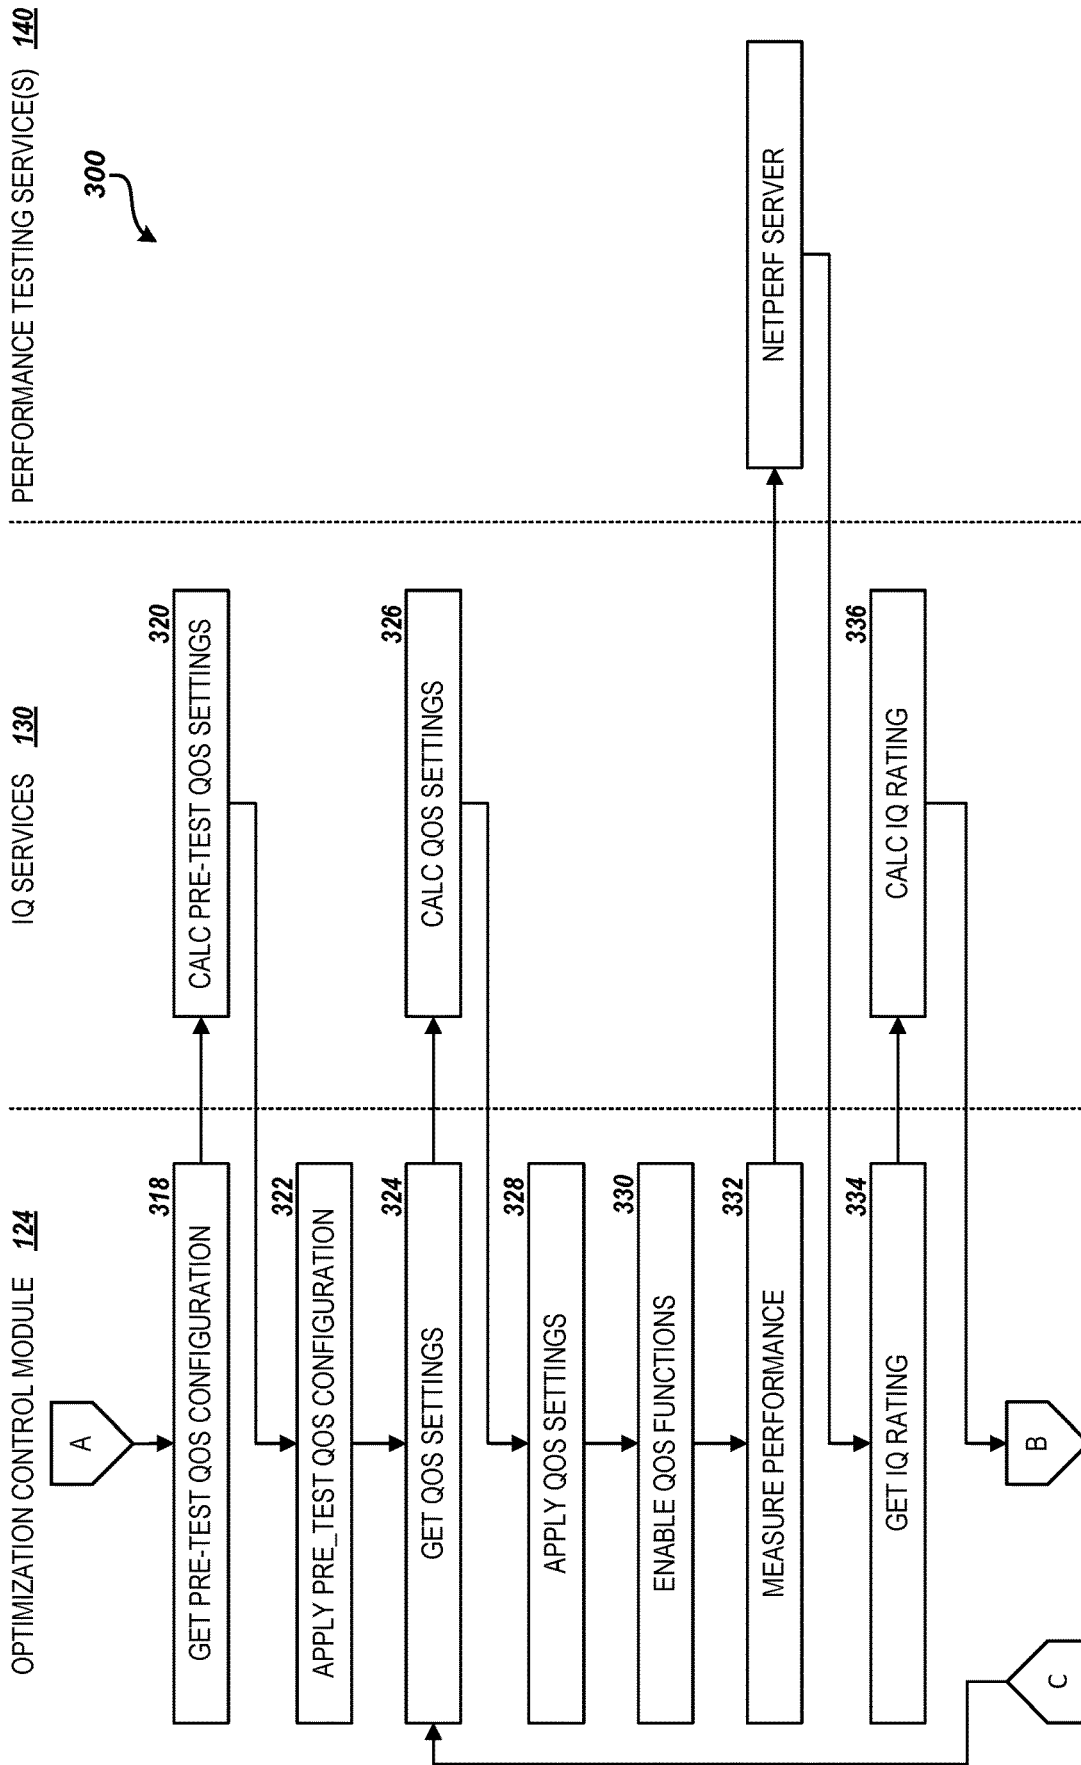 OPTIMIZATION CONTROL MODULE 124
IQ SERVICES 130
PERFORMANCE TESTING SERVICE(S) 140
300
A
318
GET PRE-TEST QOS CONFIGURATION
320
CALC PRE-TEST QOS SETTINGS
322
APPLY PRE_TEST QOS CONFIGURATION
324
GET QOS SETTINGS
326
CALC QOS SETTINGS
328
APPLY QOS SETTINGS
330
ENABLE QOS FUNCTIONS
332
MEASURE PERFORMANCE
NETPERF SERVER
334
GET IQ RATING
336
CALC IQ RATING
C
B